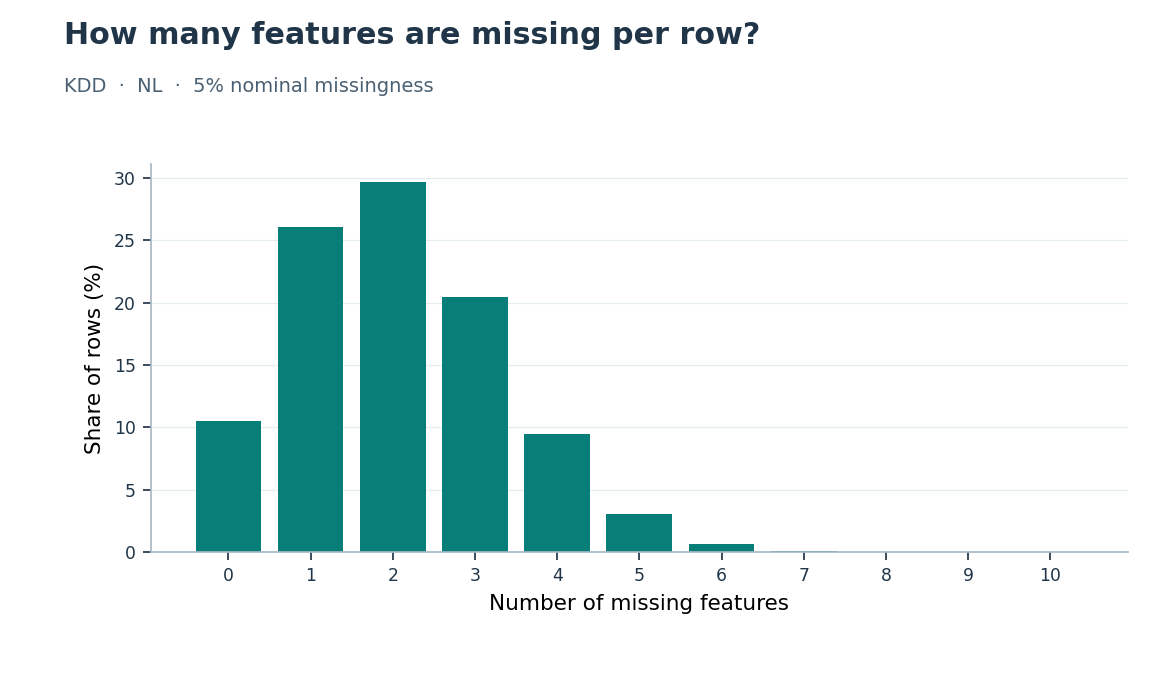 How many features are missing per row?
KDD · NL · 5% nominal missingness
30
25
20
15
10
5
0
Share of rows (%)
0 1 2 3 4 5 6 7 8 9 10
Number of missing features